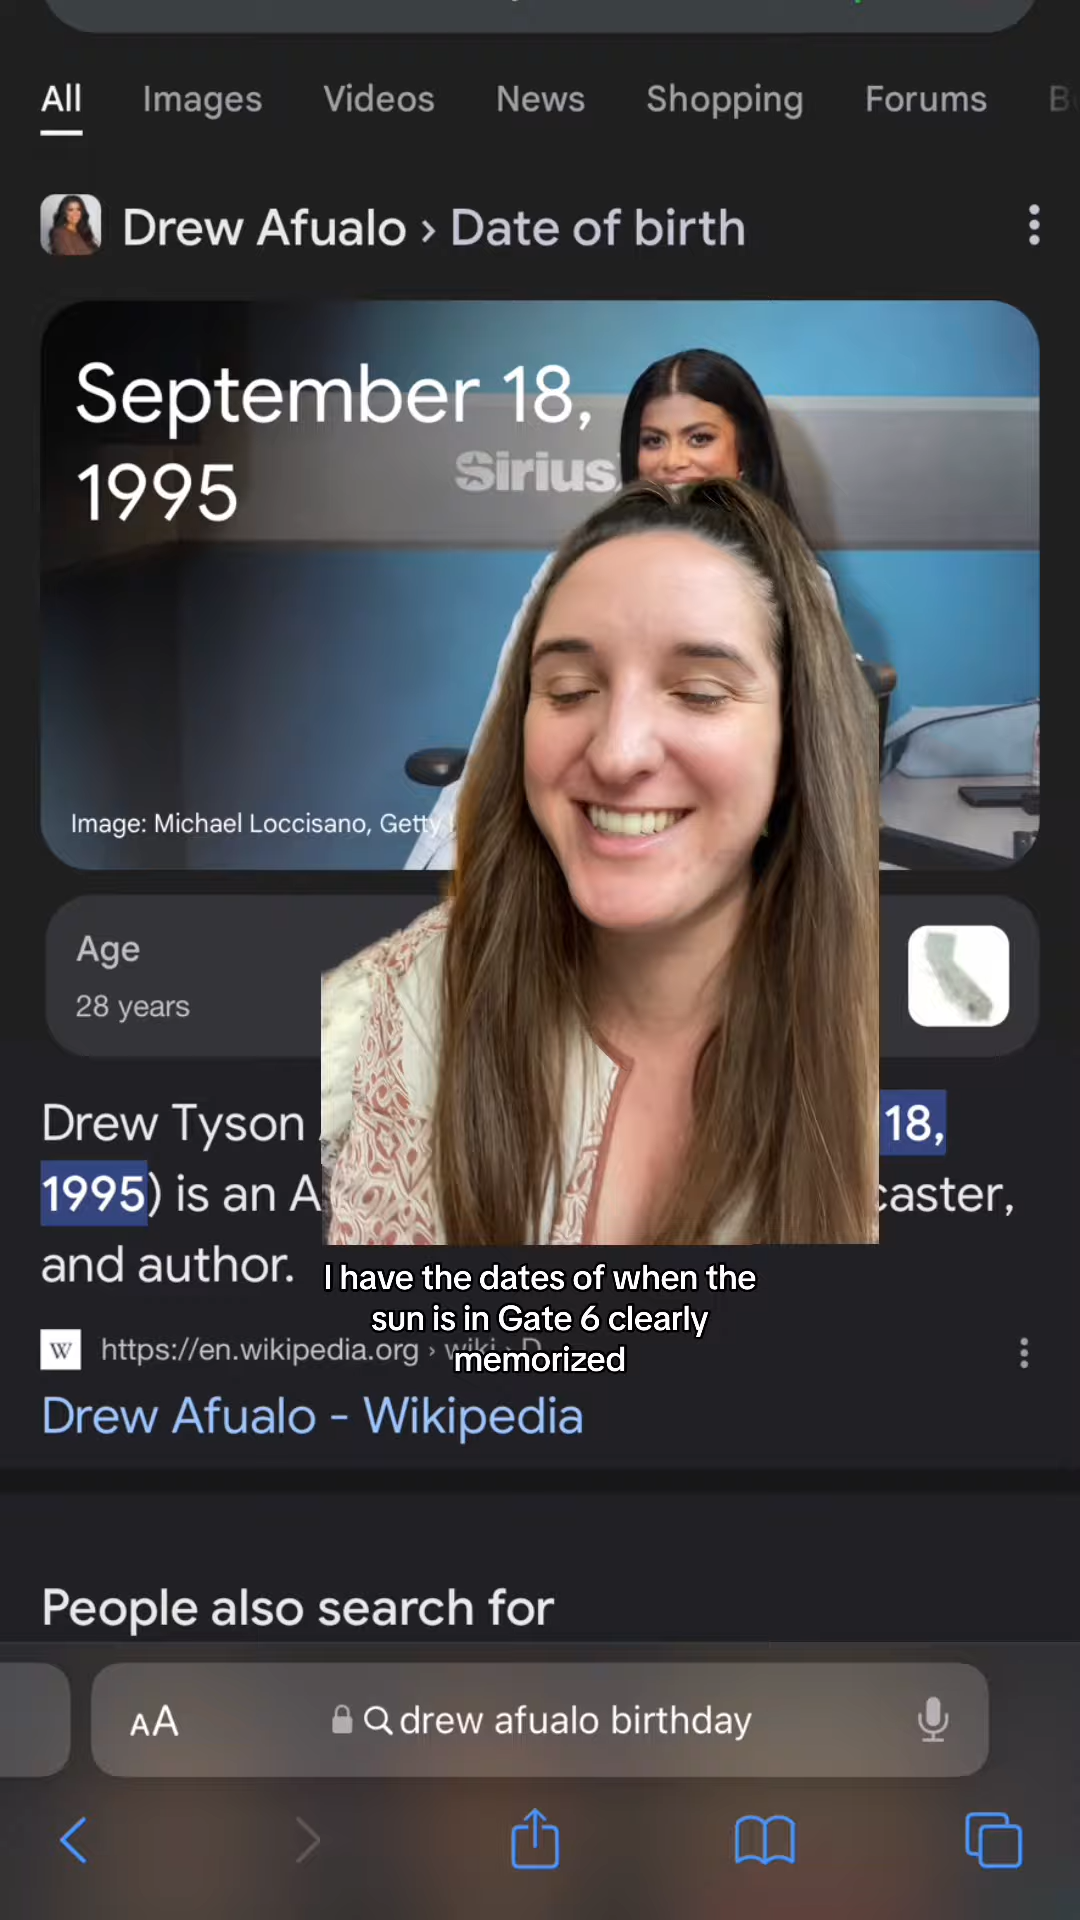 All Images Videos News Shopping Forums
Drew Afualo › Date of birth
September 18,
1995
Sirius
Image: Michael Loccisano, Getty
Age
28 years
Drew Tyson 18,
1995) is an A caster,
and author.
I have the dates of when the
sun is in Gate 6 clearly
memorized
W https://en.wikipedia.org › wiki › D
Drew Afualo - Wikipedia
People also search for
AA drew afualo birthday